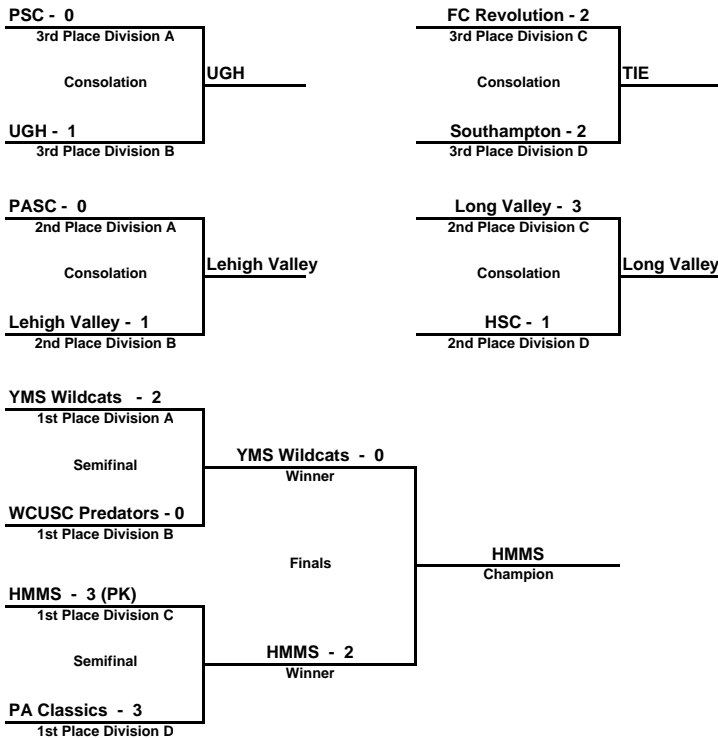 PSC - 0
3rd Place Division A
Consolation
UGH
UGH - 1
3rd Place Division B
FC Revolution - 2
3rd Place Division C
Consolation
TIE
Southampton - 2
3rd Place Division D
PASC - 0
2nd Place Division A
Consolation
Lehigh Valley
Lehigh Valley - 1
2nd Place Division B
Long Valley - 3
2nd Place Division C
Consolation
Long Valley
HSC - 1
2nd Place Division D
YMS Wildcats - 2
1st Place Division A
Semifinal
WCUSC Predators - 0
1st Place Division B
YMS Wildcats - 0
Winner
Finals
HMMS
Champion
HMMS - 3 (PK)
1st Place Division C
Semifinal
HMMS - 2
Winner
PA Classics - 3
1st Place Division D